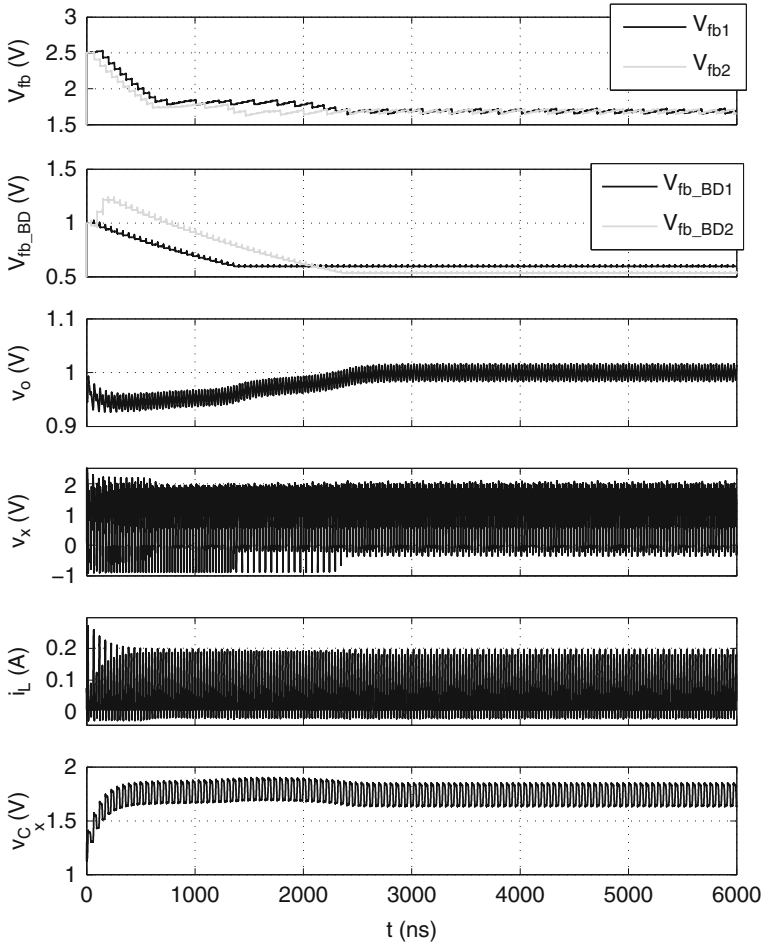 3
2.5
2
1.5
V_fb (V)
V_fb1
V_fb2
1.5
1
0.5
V_fb_BD (V)
V_fb_BD1
V_fb_BD2
1.1
1
0.9
v_o (V)
2
1
0
−1
v_x (V)
0.2
0.1
0
i_L (A)
2
1.5
1
v_C_x (V)
0 1000 2000 3000 4000 5000 6000
t (ns)